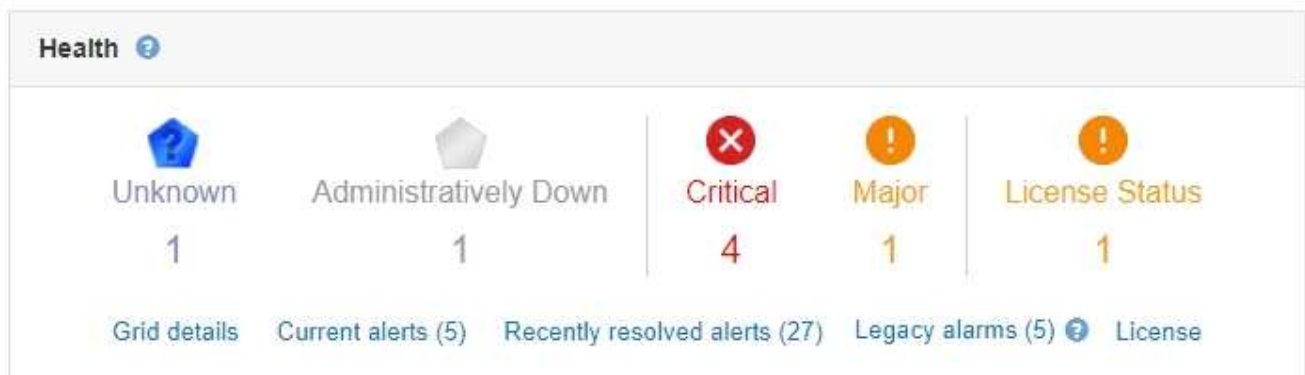 Health
Unknown Administratively Down Critical Major License Status
1 1 4 1 1
Grid details Current alerts (5) Recently resolved alerts (27) Legacy alarms (5) License